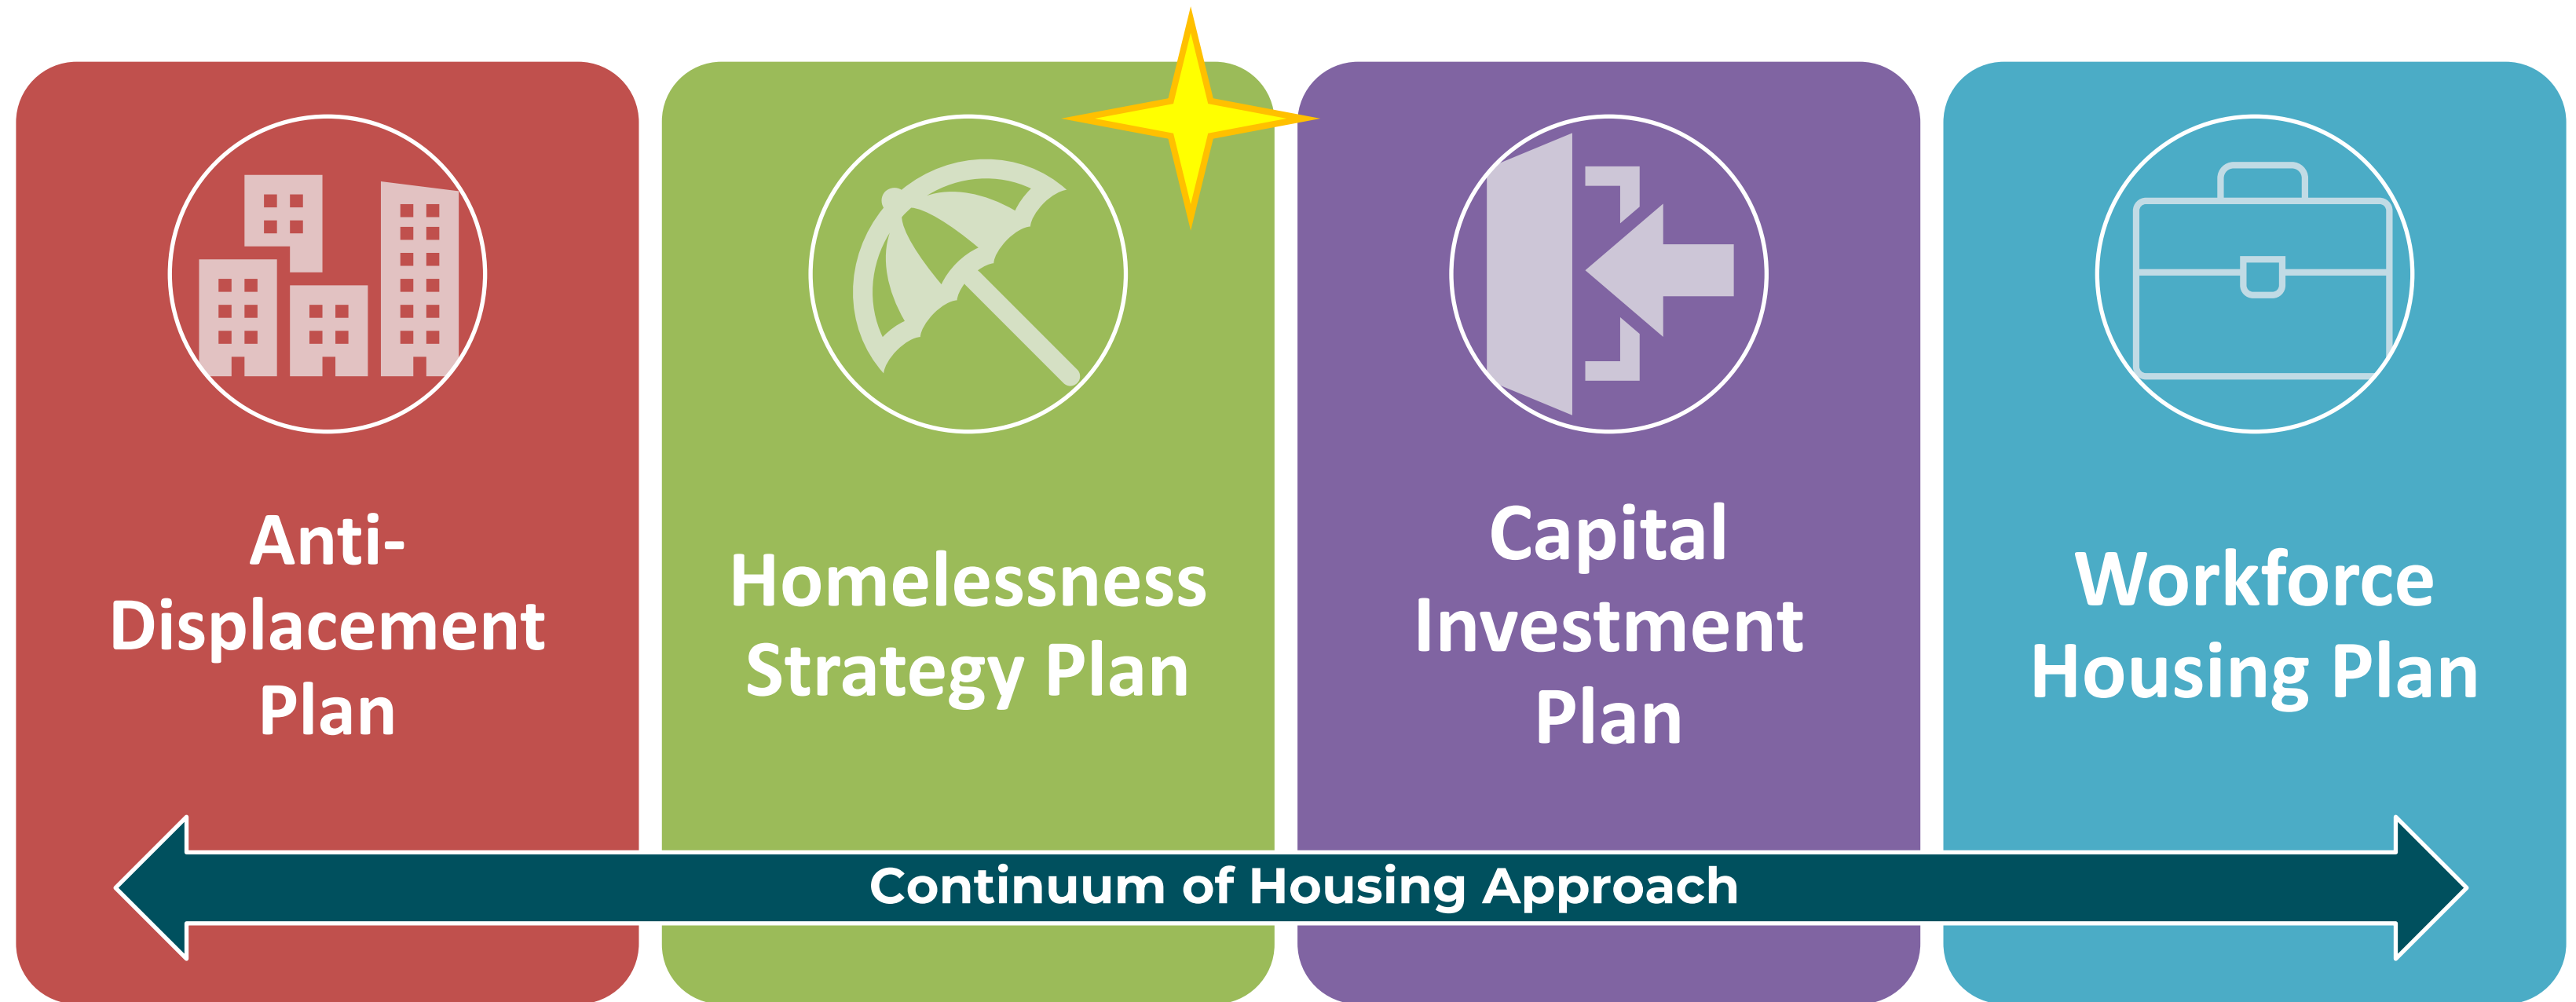 Anti-
Displacement
Plan
Homelessness
Strategy Plan
Capital
Investment
Plan
Workforce
Housing Plan
Continuum of Housing Approach